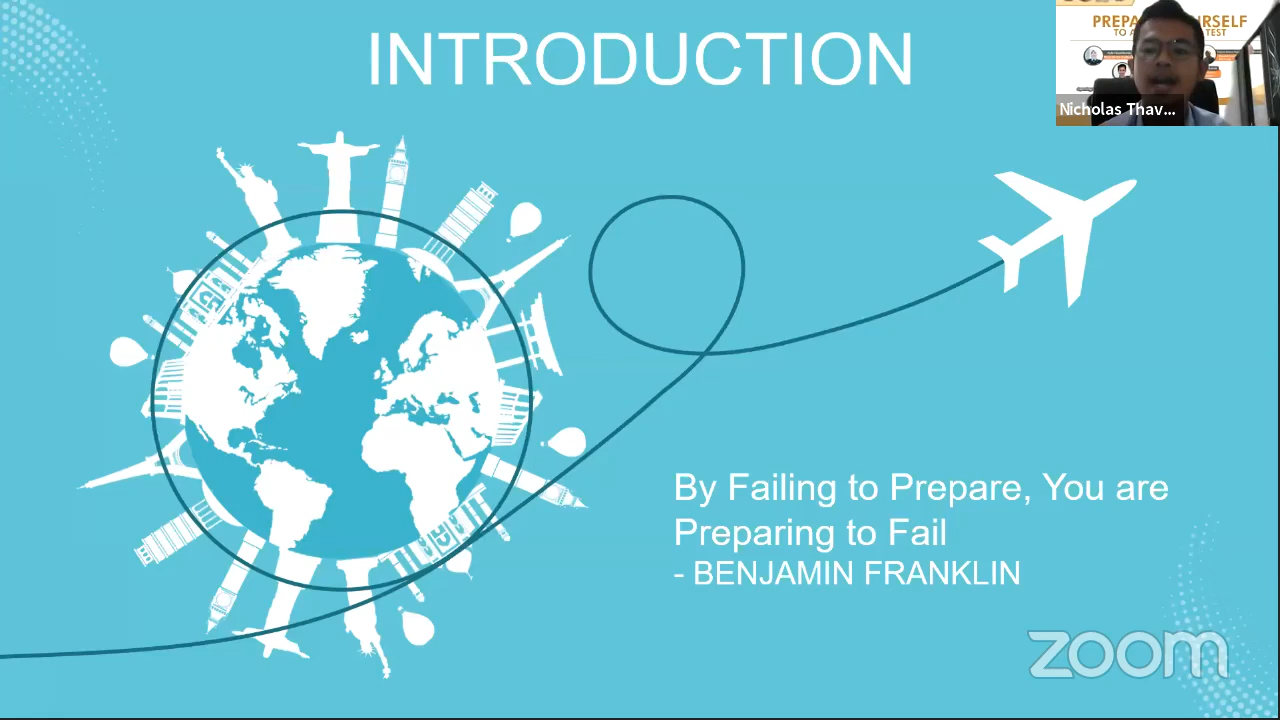 INTRODUCTION
By Failing to Prepare, You are
Preparing to Fail
- BENJAMIN FRANKLIN
Nicholas Thav...
zoom